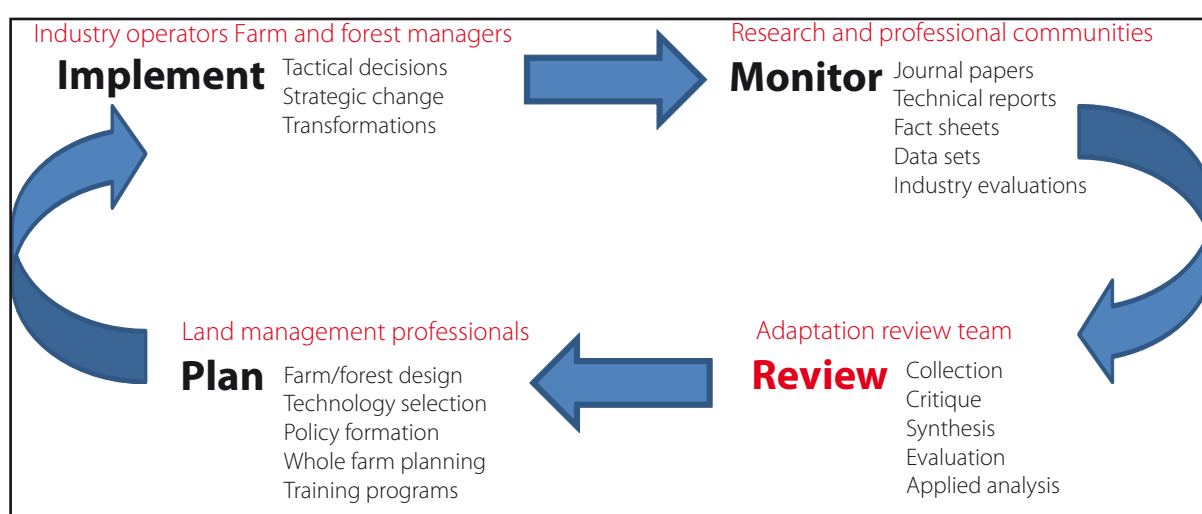 Industry operators Farm and forest managers
Implement
Tactical decisions
Strategic change
Transformations
Research and professional communities
Monitor
Journal papers
Technical reports
Fact sheets
Data sets
Industry evaluations
Land management professionals
Plan
Farm/forest design
Technology selection
Policy formation
Whole farm planning
Training programs
Adaptation review team
Review
Collection
Critique
Synthesis
Evaluation
Applied analysis